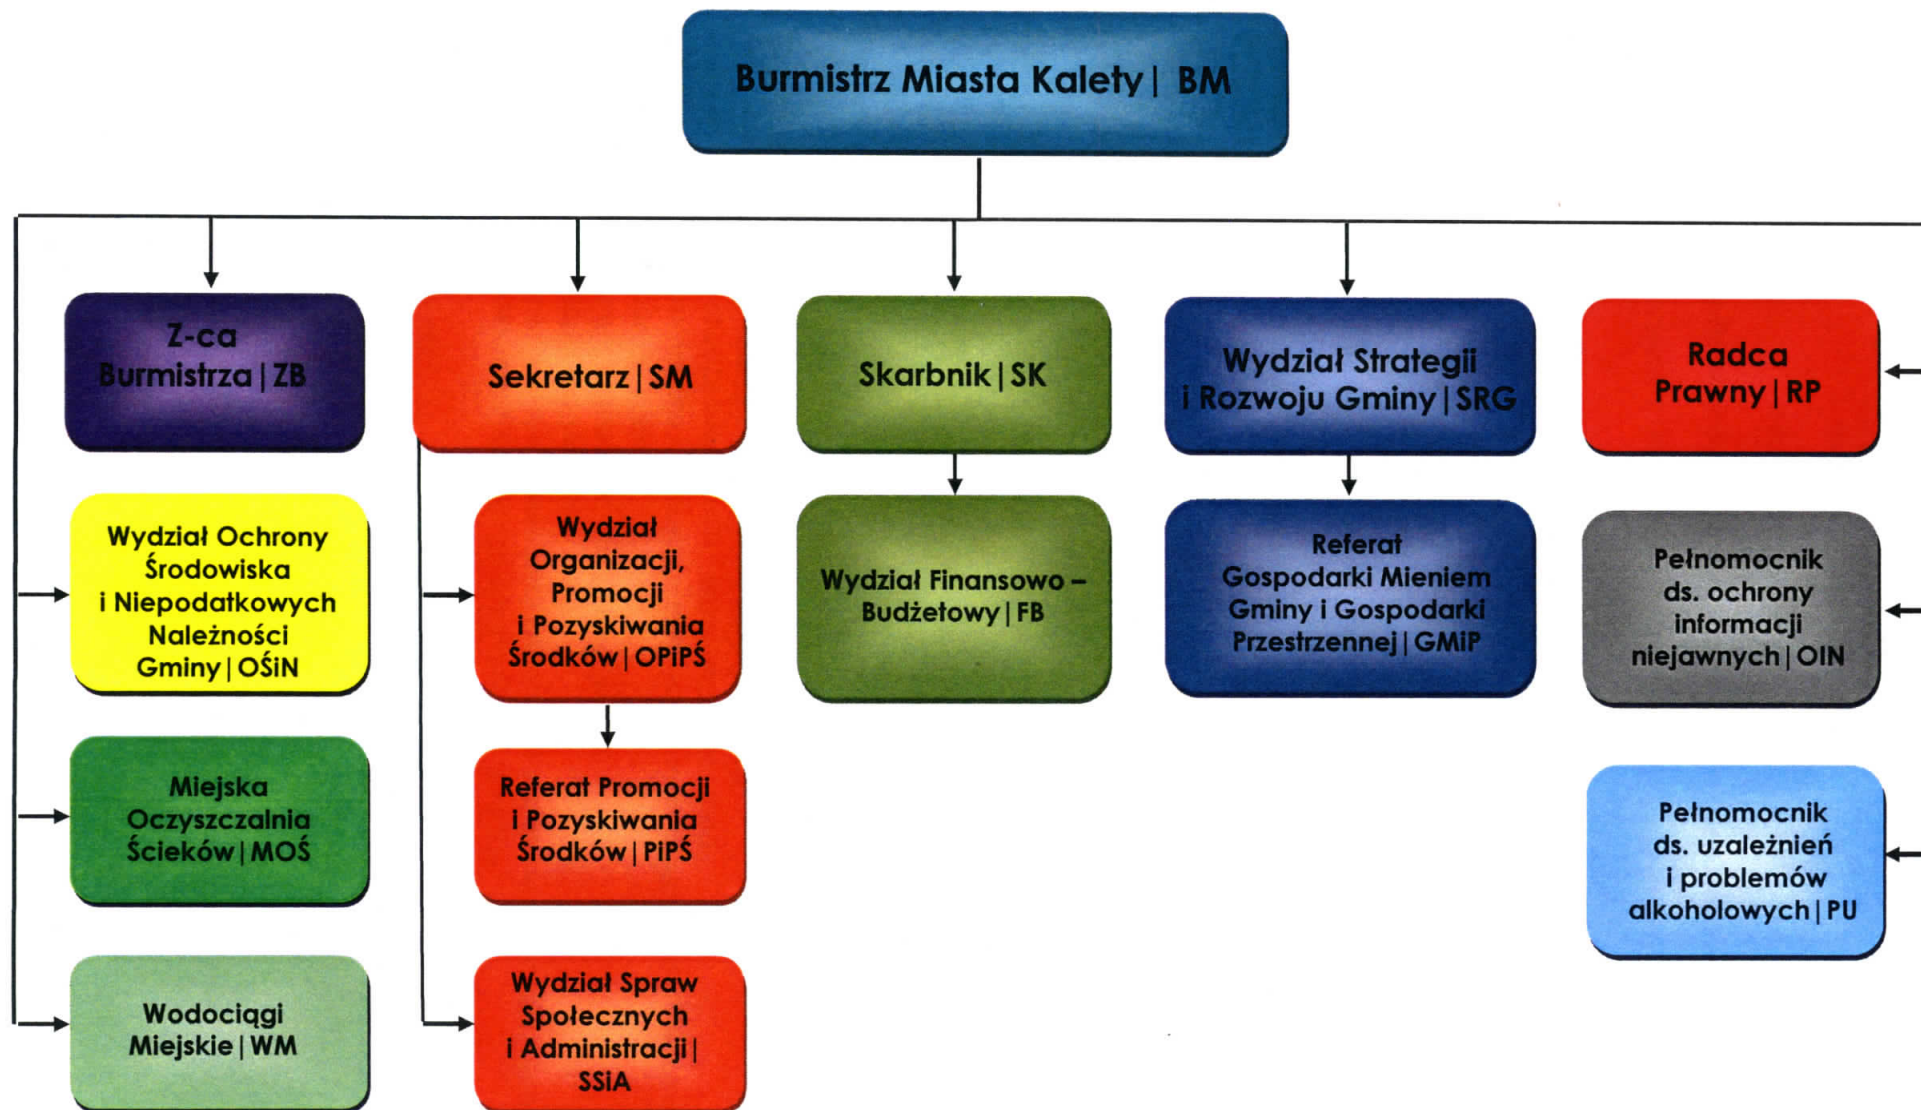 Burmistrz Miasta Kalety| BM
Z-ca
Burmistrza|ZB
Sekretarz|SM
Skarbnik|SK
Wydział Strategii
i Rozwoju Gminy|SRG
Radca
Prawny|RP
Wydział Ochrony
Środowiska
i Niepodatkowych
Należności
Gminy|OŚiN
Wydział
Organizacji,
Promocji
i Pozyskiwania
Środków|OPiPŚ
Wydział Finansowo –
Budżetowy|FB
Referat
Gospodarki Mieniem
Gminy i Gospodarki
Przestrzennej|GMiP
Pełnomocnik
ds. ochrony
informacji
niejawnych|OIN
Miejska
Oczyszczalnia
Ścieków|MOŚ
Referat Promocji
i Pozyskiwania
Środków|PiPŚ
Pełnomocnik
ds. uzależnień
i problemów
alkoholowych|PU
Wodociągi
Miejskie|WM
Wydział Spraw
Społecznych
i Administracji|
SSiA